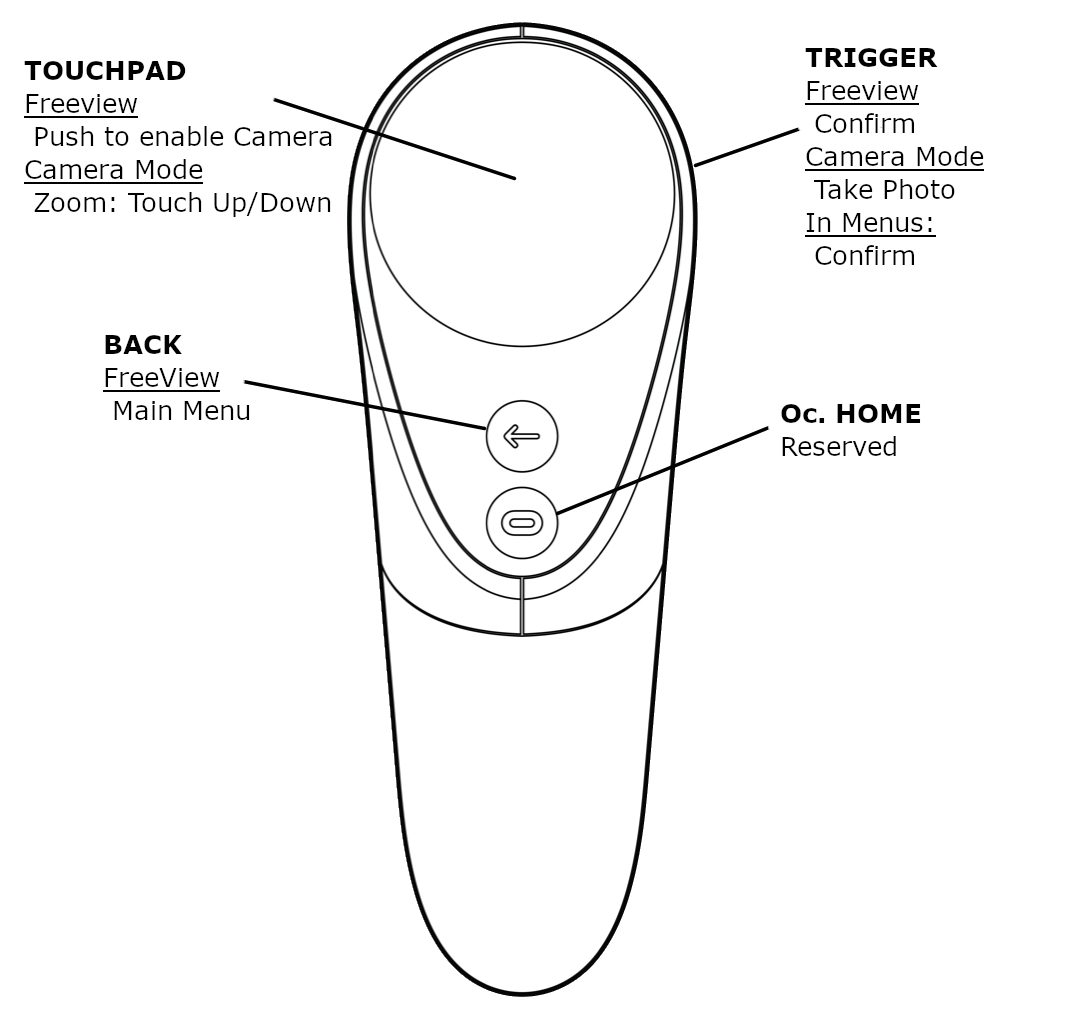 TOUCHPAD
Freeview
Push to enable Camera
Camera Mode
Zoom: Touch Up/Down
TRIGGER
Freeview
Confirm
Camera Mode
Take Photo
In Menus:
Confirm
BACK
FreeView
Main Menu
Oc. HOME
Reserved